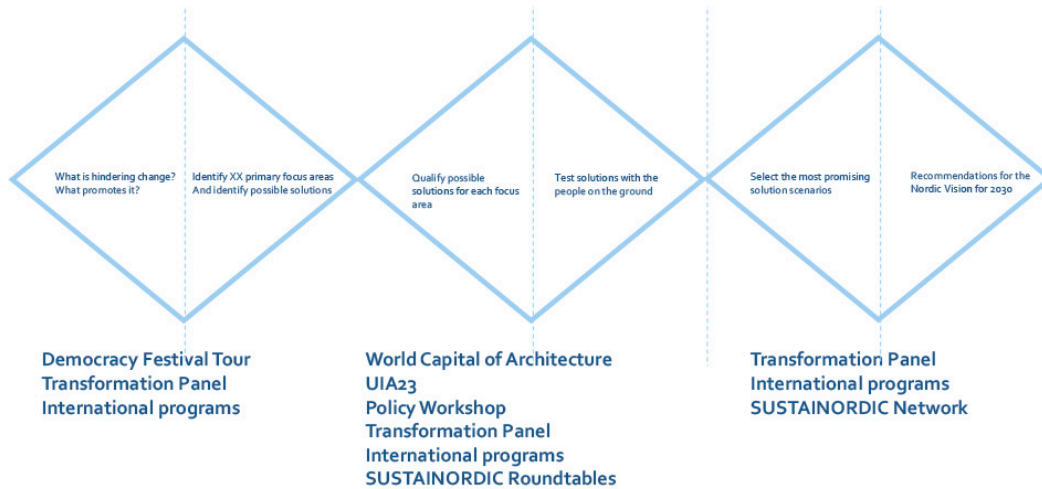 What is hindering change?
What promotes it?
Identify XX primary focus areas
And identify possible solutions
Qualify possible
solutions for each focus
area
Test solutions with the
people on the ground
Select the most promising
solution scenarios
Recommendations for the
Nordic Vision for 2030
Democracy Festival Tour
Transformation Panel
International programs
World Capital of Architecture
UIA23
Policy Workshop
Transformation Panel
International programs
SUSTAINORDIC Roundtables
Transformation Panel
International programs
SUSTAINORDIC Network